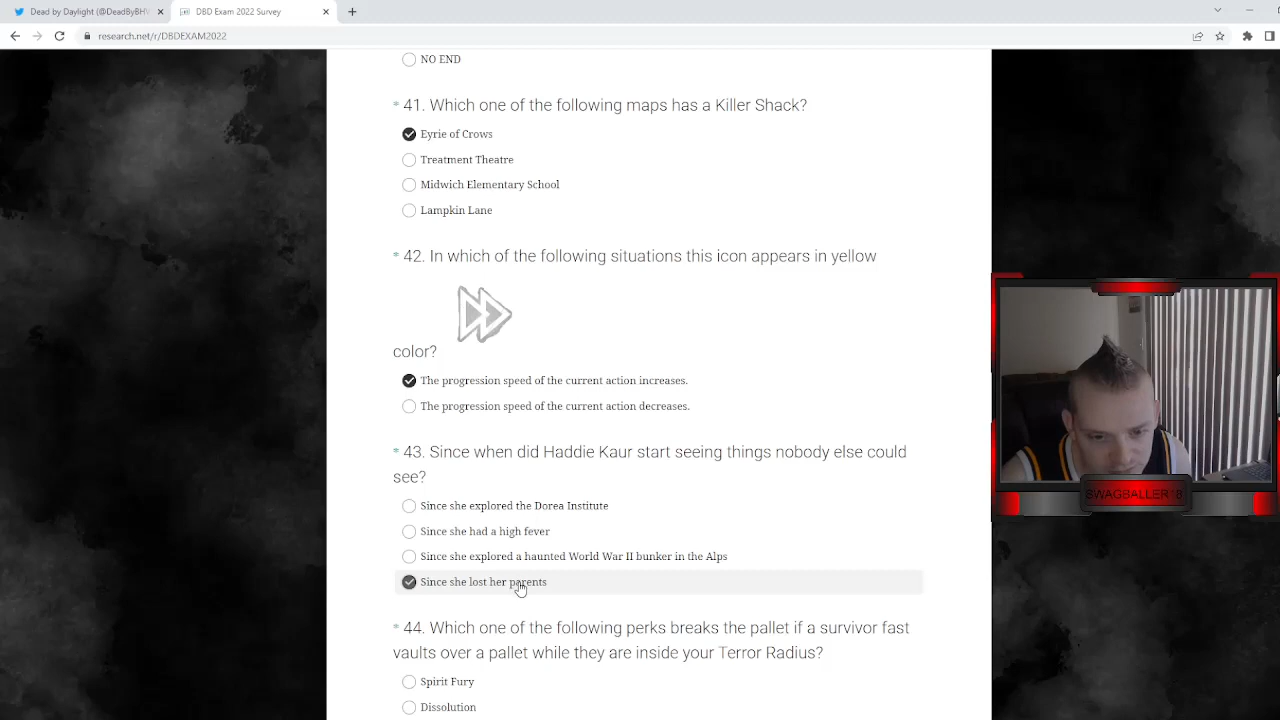 Dead by Daylight (@DeadByBHV
DBD Exam 2022 Survey
research.net/r/DBDEXAM2022
NO END
* 41. Which one of the following maps has a Killer Shack?
Eyrie of Crows
Treatment Theatre
Midwich Elementary School
Lampkin Lane
* 42. In which of the following situations this icon appears in yellow
color?
The progression speed of the current action increases.
The progression speed of the current action decreases.
* 43. Since when did Haddie Kaur start seeing things nobody else could
see?
Since she explored the Dorea Institute
Since she had a high fever
Since she explored a haunted World War II bunker in the Alps
Since she lost her parents
SWAGBALLER18
* 44. Which one of the following perks breaks the pallet if a survivor fast
vaults over a pallet while they are inside your Terror Radius?
Spirit Fury
Dissolution